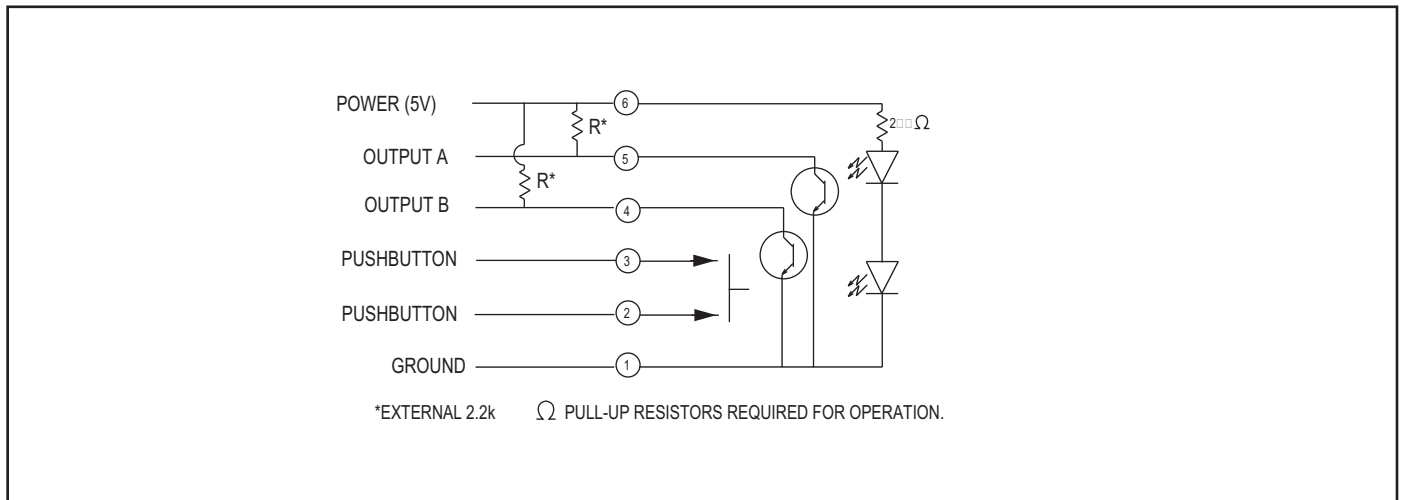 POWER (5V)
6
R*
2□□Ω
OUTPUT A
5
R*
OUTPUT B
4
PUSHBUTTON
3
PUSHBUTTON
2
GROUND
1
*EXTERNAL 2.2k Ω PULL-UP RESISTORS REQUIRED FOR OPERATION.